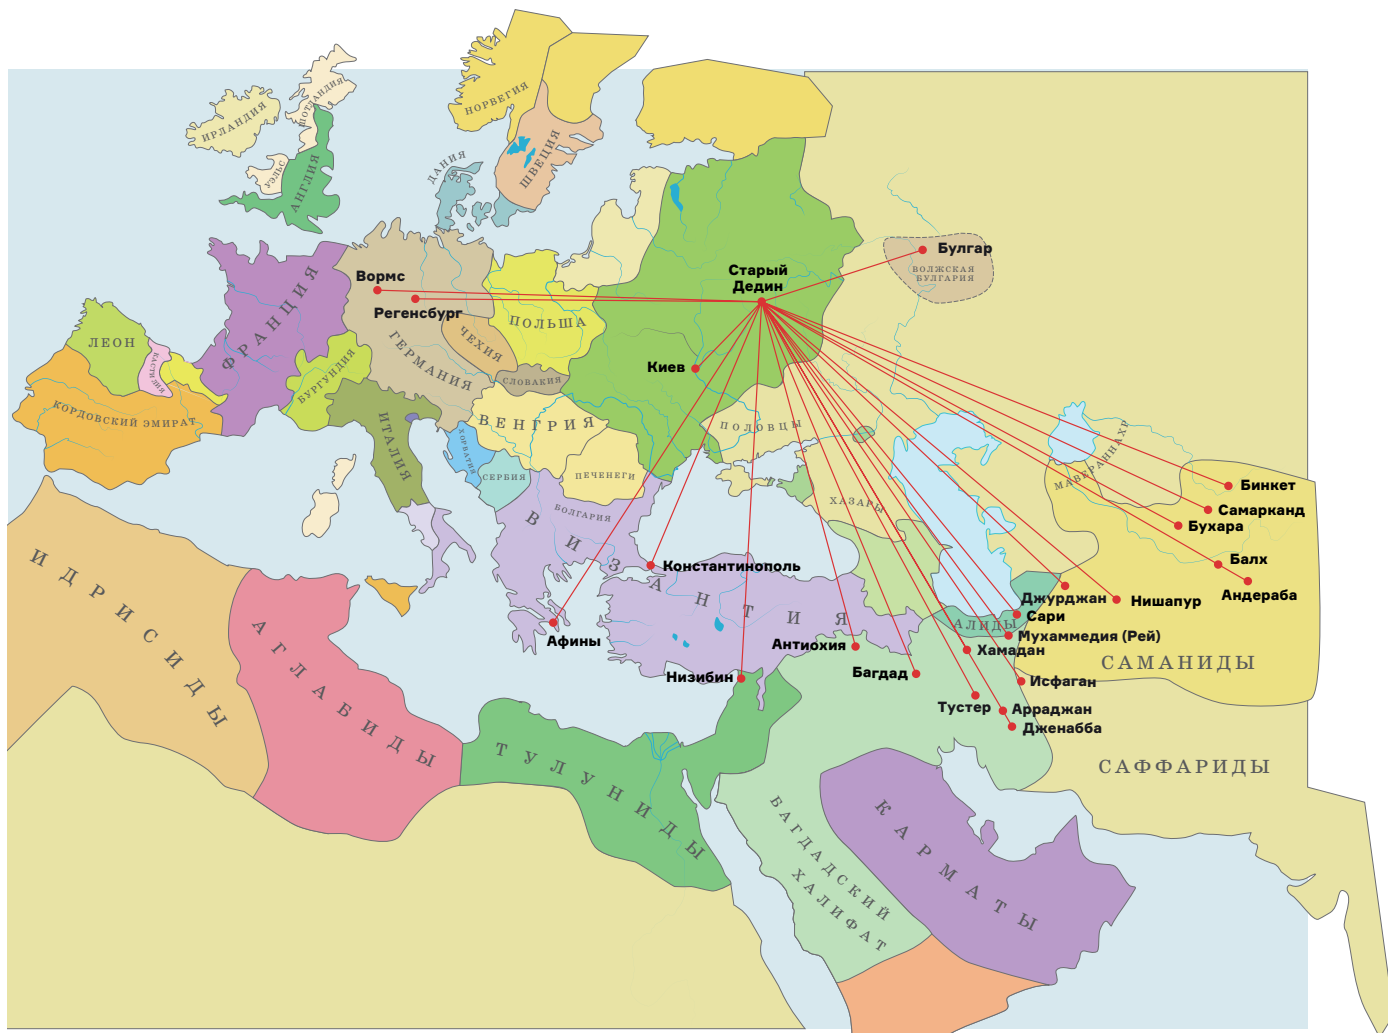 НОРВЕГИЯ
ШОТЛАНДИЯ
ИРЛАНДИЯ
ШВЕЦИЯ
ДАНИЯ
УЭЛЬС
АНГЛИЯ
Булгар
ВОЛЖСКАЯ
БУЛГАРИЯ
Старый
Дедин
Вормс
Регенсбург
ФРАНЦИЯ
ПОЛЬША
ЧЕХИЯ
ГЕРМАНИЯ
ЛЕОН
КАСТИЛИЯ
БУРГУНДИЯ
Киев
СЛОВАКИЯ
КОРДОВСКИЙ ЭМИРАТ
ВЕНГРИЯ
ПОЛОВЦЫ
ИТАЛИЯ
ХОРВАТИЯ
СЕРБИЯ
ПЕЧЕНЕГИ
МАВЕРАННАХР
Бинкет
ХАЗАРЫ
Самарканд
БОЛГАРИЯ
Бухара
ВИЗАНТИЯ
Константинополь
Балх
Андераба
Джурджан
Нишапур
Сари
АЛИДЫ
ИДРИСИДЫ
Афины
Мухаммедия (Рей)
Антиохия
Хамадан
САМАНИДЫ
АГЛАБИДЫ
Низибин
Багдад
Исфаган
Тустер
Арраджан
Дженабба
ТУЛУНИДЫ
САФФАРИДЫ
БАГДАДСКИЙ
ХАЛИФАТ
КАРМАТЫ